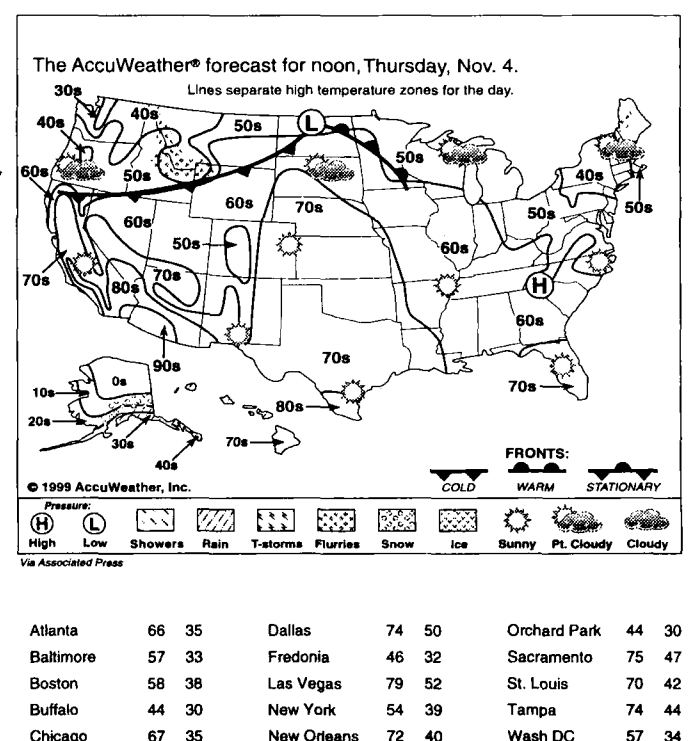 The AccuWeather® forecast for noon, Thursday, Nov. 4.
Lines separate high temperature zones for the day.
30s
40s
40s
50s
L
50s
60s
50s
40s
50s
60s
70s
50s
60s
50s
60s
70s
80s
70s
H
60s
90s
70s
0s
10s
20s
30s
40s
70s
80s
70s
FRONTS:
COLD WARM STATIONARY
© 1999 AccuWeather, Inc.
Pressure:
H L
High Low Showers Rain T-storms Flurries Snow Ice Sunny Pt. Cloudy Cloudy
Via Associated Press
Atlanta 66 35 Dallas 74 50 Orchard Park 44 30
Baltimore 57 33 Fredonia 46 32 Sacramento 75 47
Boston 58 38 Las Vegas 79 52 St. Louis 70 42
Buffalo 44 30 New York 54 39 Tampa 74 44
Chicago 67 35 New Orleans 72 40 Wash DC 57 34